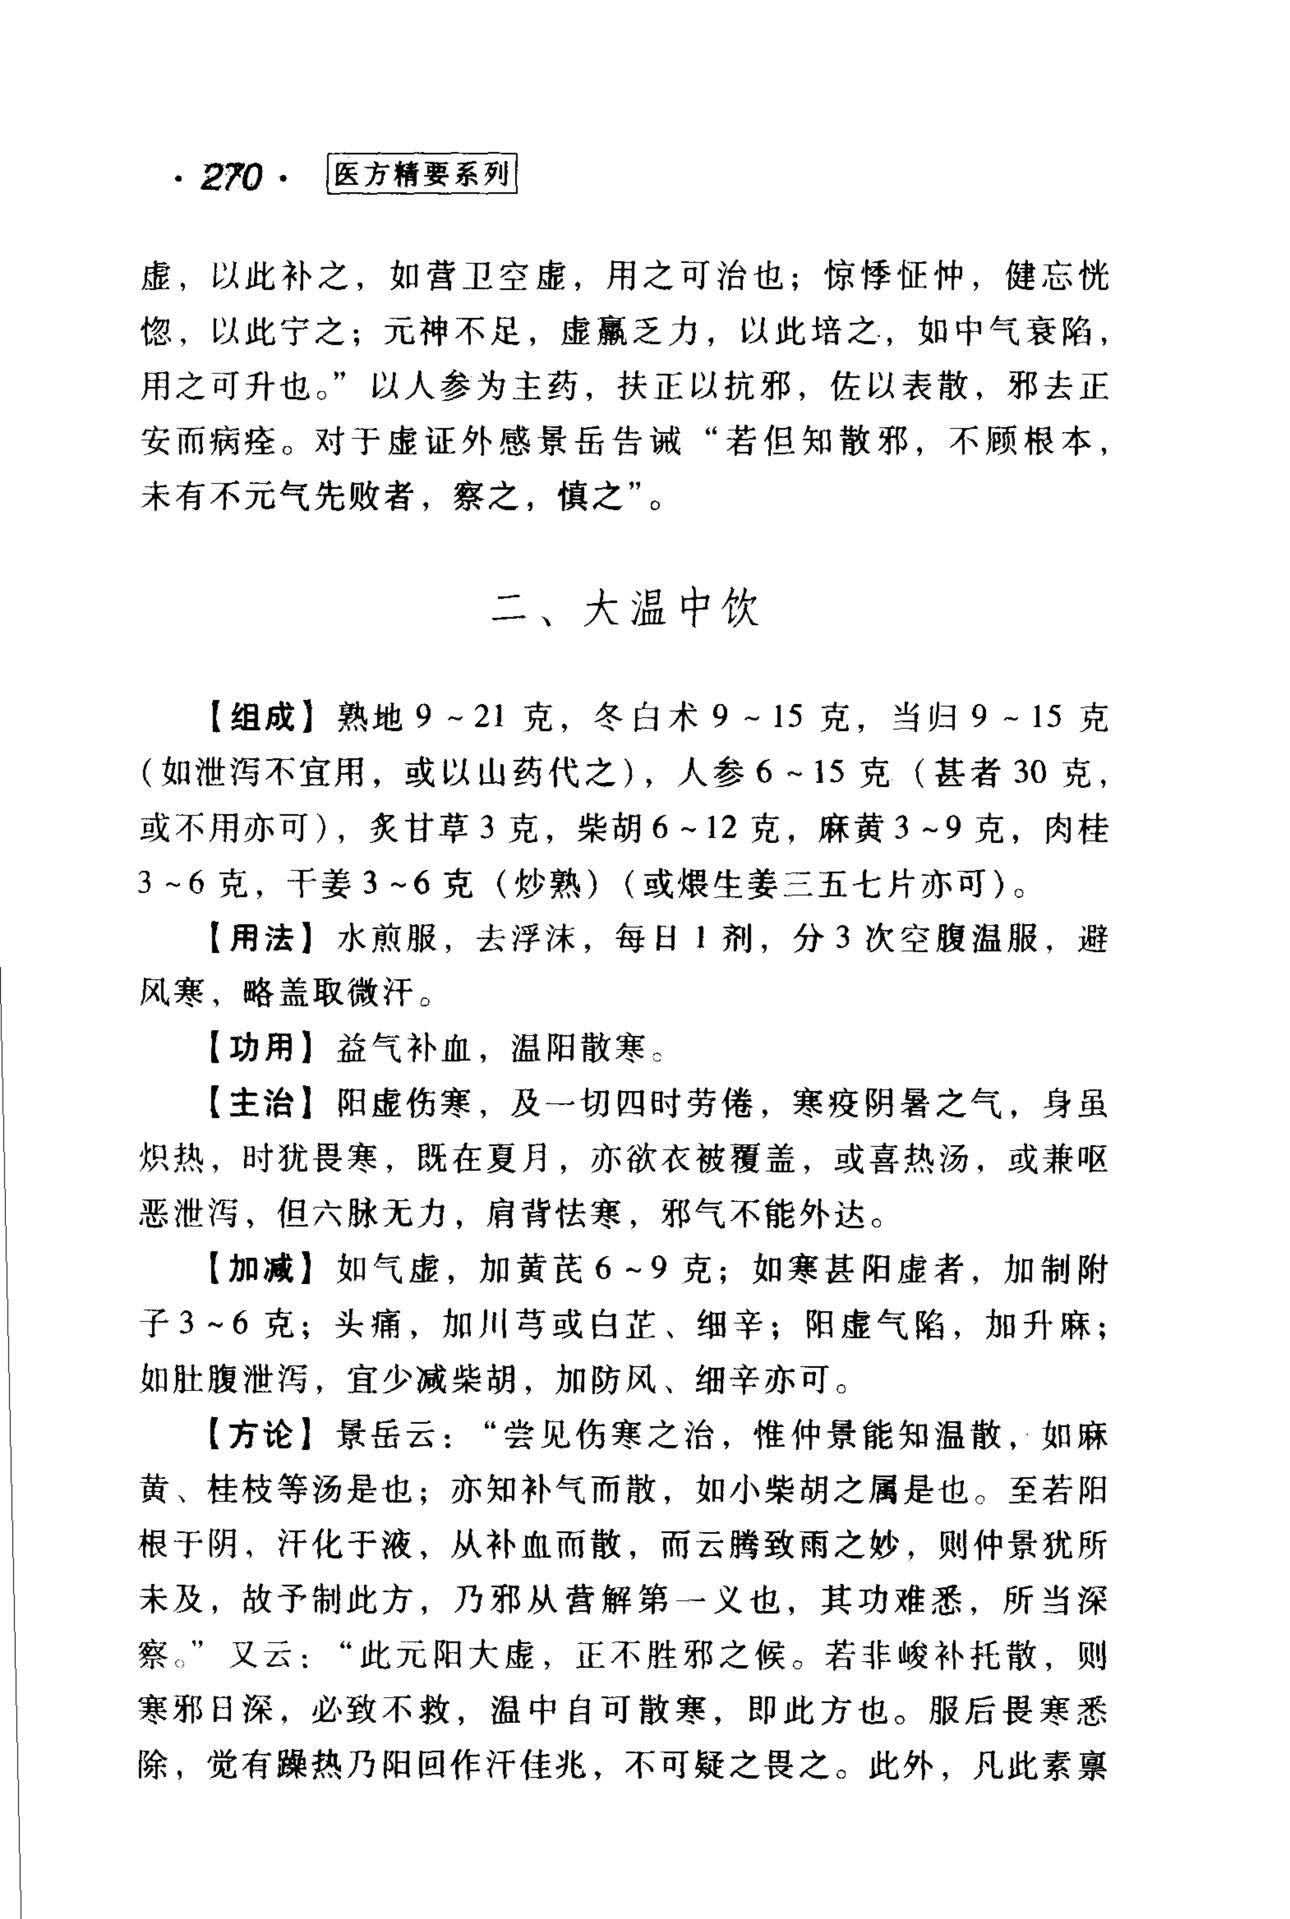 · 270 · 医方精要系列
虚，以此补之，如营卫空虚，用之可治也；惊悸怔忡，健忘恍
惚，以此宁之；元神不足，虚羸乏力，以此培之，如中气衰陷，
用之可升也。”以人参为主药，扶正以抗邪，佐以表散，邪去正
安而病痊。对于虚证外感景岳告诫“若但知散邪，不顾根本，
未有不元气先败者，察之，慎之”。
二、大温中饮
【组成】熟地 9～21 克，冬白术 9～15 克，当归 9～15 克
（如泄泻不宜用，或以山药代之），人参 6～15 克（甚者 30 克，
或不用亦可），炙甘草 3 克，柴胡 6～12 克，麻黄 3～9 克，肉桂
3～6 克，干姜 3～6 克（炒熟）（或煨生姜三五七片亦可）。
【用法】水煎服，去浮沫，每日 1 剂，分 3 次空腹温服，避
风寒，略盖取微汗。
【功用】益气补血，温阳散寒。
【主治】阳虚伤寒，及一切四时劳倦，寒疫阴暑之气，身虽
炽热，时犹畏寒，既在夏月，亦欲衣被覆盖，或喜热汤，或兼呕
恶泄泻，但六脉无力，肩背怯寒，邪气不能外达。
【加减】如气虚，加黄芪 6～9 克；如寒甚阳虚者，加制附
子 3～6 克；头痛，加川芎或白芷、细辛；阳虚气陷，加升麻；
如肚腹泄泻，宜少减柴胡，加防风、细辛亦可。
【方论】景岳云：“尝见伤寒之治，惟仲景能知温散，如麻
黄、桂枝等汤是也；亦知补气而散，如小柴胡之属是也。至若阳
根于阴，汗化于液，从补血而散，而云腾致雨之妙，则仲景犹所
未及，故予制此方，乃邪从营解第一义也，其功难悉，所当深
察。”又云：“此元阳大虚，正不胜邪之候。若非峻补托散，则
寒邪日深，必致不救，温中自可散寒，即此方也。服后畏寒悉
除，觉有躁热乃阳回作汗佳兆，不可疑之畏之。此外，凡此素禀